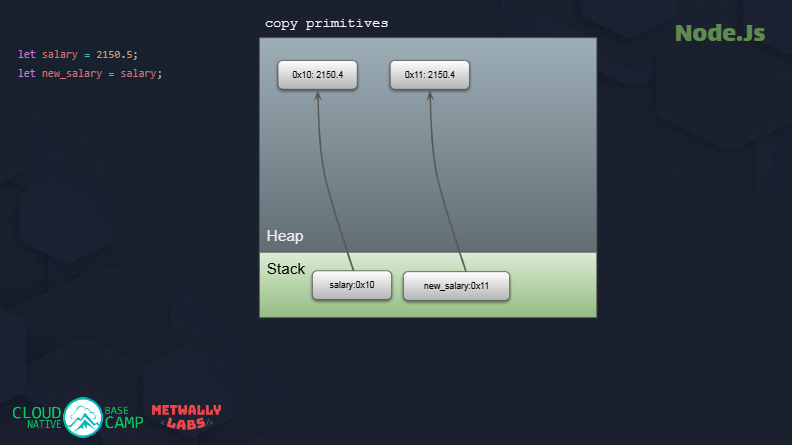 copy primitives
Node.Js
let salary = 2150.5;
let new_salary = salary;
0x10: 2150.4
0x11: 2150.4
Heap
Stack
salary:0x10
new_salary:0x11
CLOUD NATIVE
BASE CAMP
METWALLY
<LABS/>